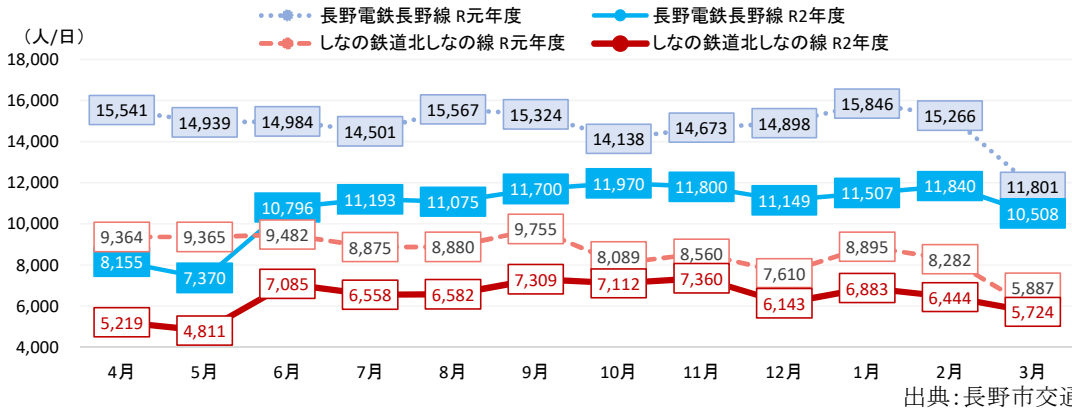 長野電鉄長野線 R元年度 長野電鉄長野線 R2年度
（人/日） しなの鉄道北しなの線 R元年度 しなの鉄道北しなの線 R2年度
18,000
16,000
14,000
12,000
10,000
8,000
6,000
4,000
15,541 14,939 14,984 14,501 15,567 15,324 14,138 14,673 14,898 15,846 15,266 11,801
8,155 7,370 10,796 11,193 11,075 11,700 11,970 11,800 11,149 11,507 11,840 10,508
9,364 9,365 9,482 8,875 8,880 9,755 8,089 8,560 7,610 8,895 8,282 5,887
5,219 4,811 7,085 6,558 6,582 7,309 7,112 7,360 6,143 6,883 6,444 5,724
4月 5月 6月 7月 8月 9月 10月 11月 12月 1月 2月 3月
出典：長野市交通